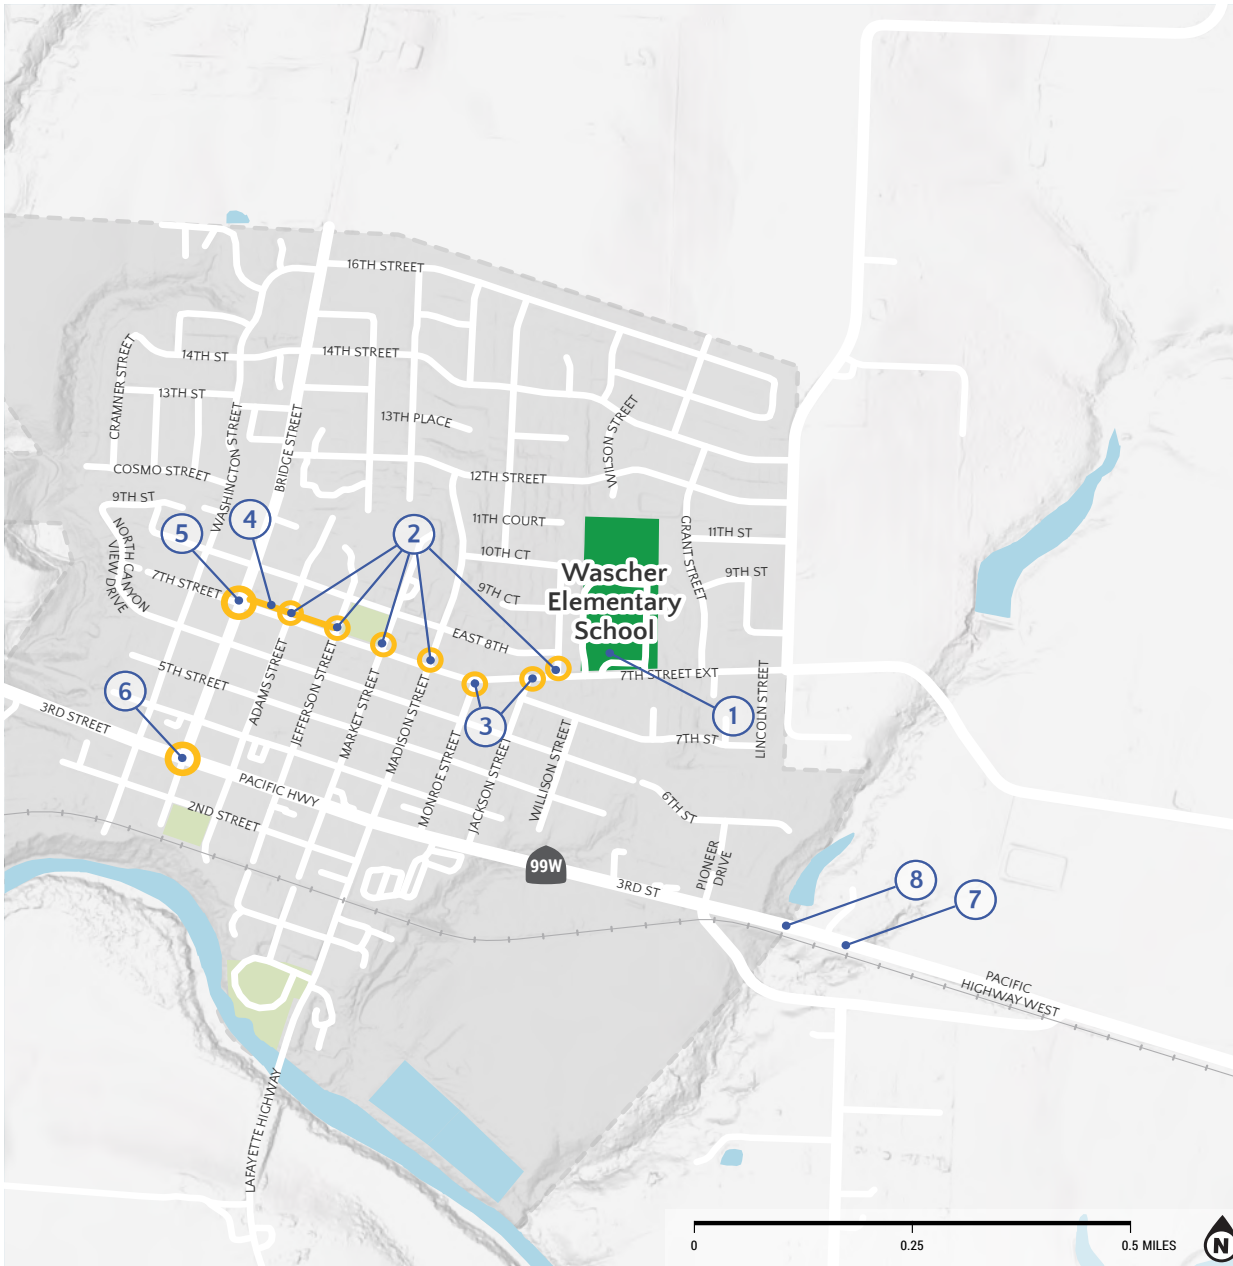 16TH STREET
14TH ST
14TH STREET
CRAMNER STREET
13TH ST
13TH PLACE
WILSON STREET
WASHINGTON STREET
BRIDGE STREET
COSMO STREET
12TH STREET
9TH ST
11TH COURT
GRANT STREET
11TH ST
5
4
2
NORTH CANYON
VIEW DRIVE
10TH CT
7TH STREET
9TH CT
9TH ST
Wascher
Elementary
School
EAST 8TH
7TH STREET EXT
5TH STREET
ADAMS STREET
JEFFERSON STREET
MARKET STREET
MADISON STREET
6
3
1
LINCOLN STREET
3RD STREET
7TH ST
MONROE STREET
JACKSON STREET
WILLISON STREET
PACIFIC HWY
2ND STREET
6TH ST
99W
3RD ST
PIONEER
DRIVE
8
7
PACIFIC
HIGHWAY WEST
LAFAYETTE HIGHWAY
0
0.25
0.5 MILES
N